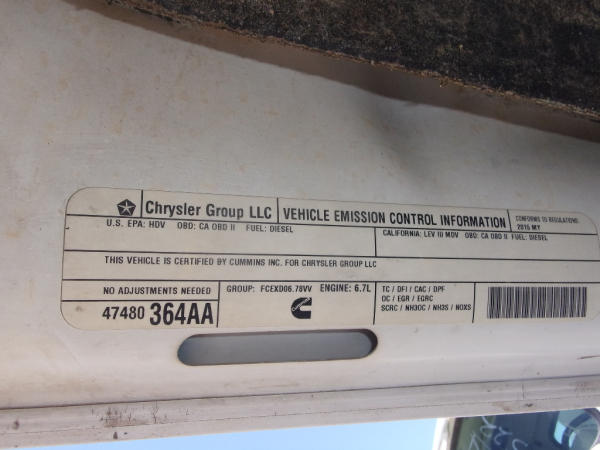 Chrysler Group LLC
VEHICLE EMISSION CONTROL INFORMATION
CONFORMS TO REGULATIONS:
2015 MY
U.S. EPA: HDV OBD: CA OBD II FUEL: DIESEL
CALIFORNIA: LEV III MDV OBD: CA OBD II FUEL: DIESEL
THIS VEHICLE IS CERTIFIED BY CUMMINS INC. FOR CHRYSLER GROUP LLC
NO ADJUSTMENTS NEEDED
47480 364AA
GROUP: FCEXD06.78VV ENGINE: 6.7L
TC / DFI / CAC / DPF
OC / EGR / EGRC
SCRC / NH3OC / NH3S / NOXS